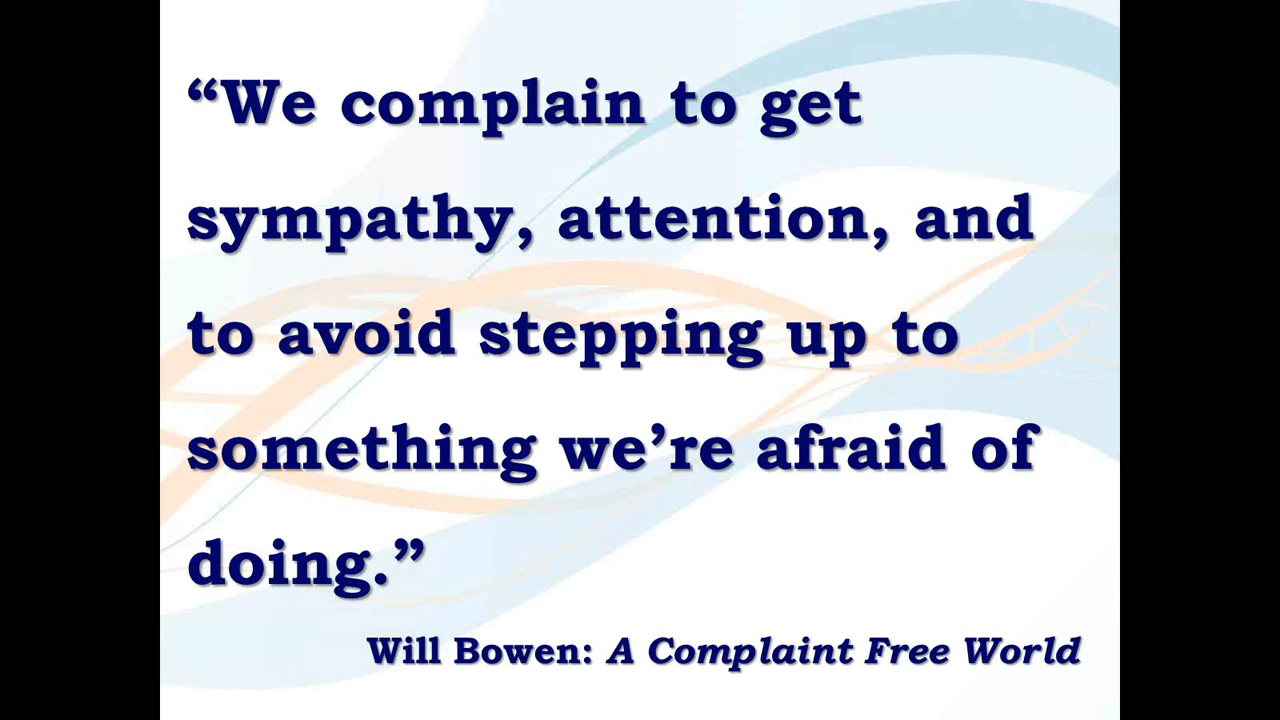 “We complain to get
sympathy, attention, and
to avoid stepping up to
something we’re afraid of
doing.”
Will Bowen: A Complaint Free World